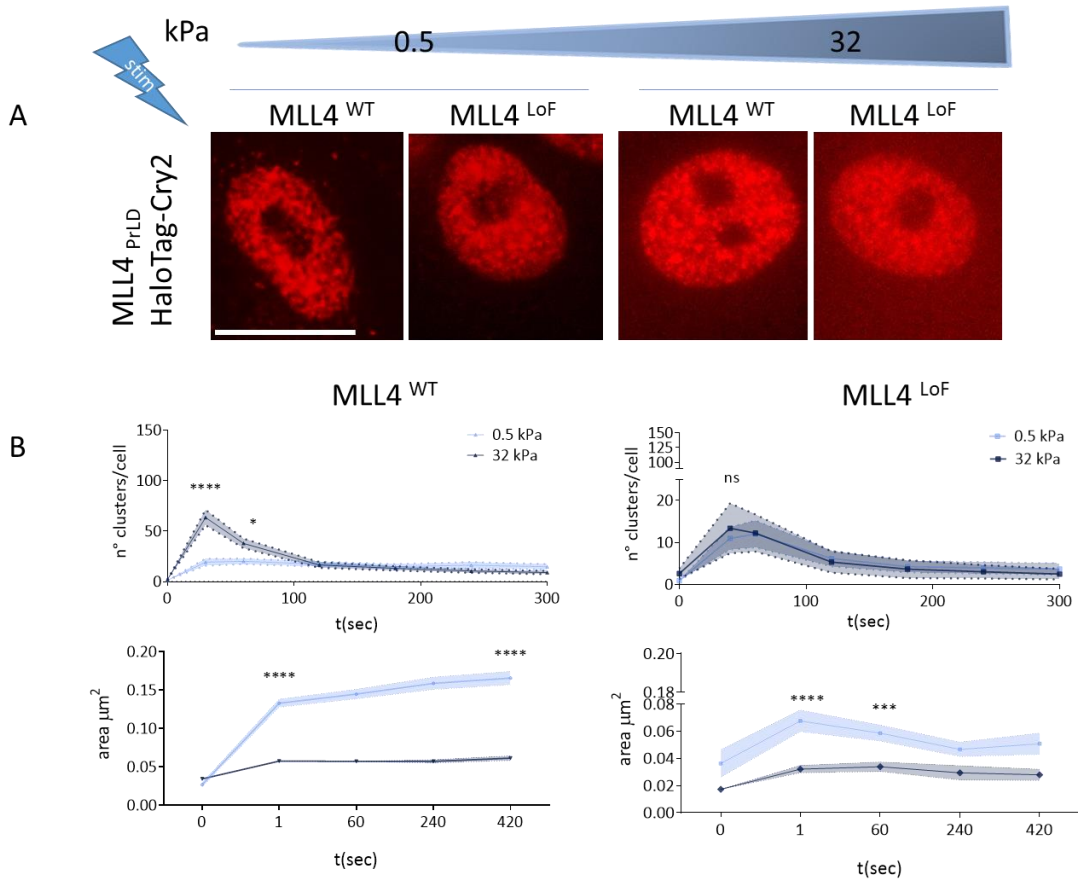 kPa
0.5
32
stim
MLL4 WT
MLL4 LoF
MLL4 WT
MLL4 LoF
A
MLL4 PrLD
HaloTag-Cry2
MLL4 WT
MLL4 LoF
B
n° clusters/cell
150
100
50
0
0
100
200
300
t(sec)
****
*
0.5 kPa
32 kPa
n° clusters/cell
150
125
100
20
10
0
0
100
200
300
t(sec)
ns
0.5 kPa
32 kPa
area µm²
0.20
0.15
0.10
0.05
0.00
0
1
60
240
420
t(sec)
****
****
area µm²
0.20
0.18
0.08
0.06
0.04
0.02
0.00
0
1
60
240
420
t(sec)
****
***